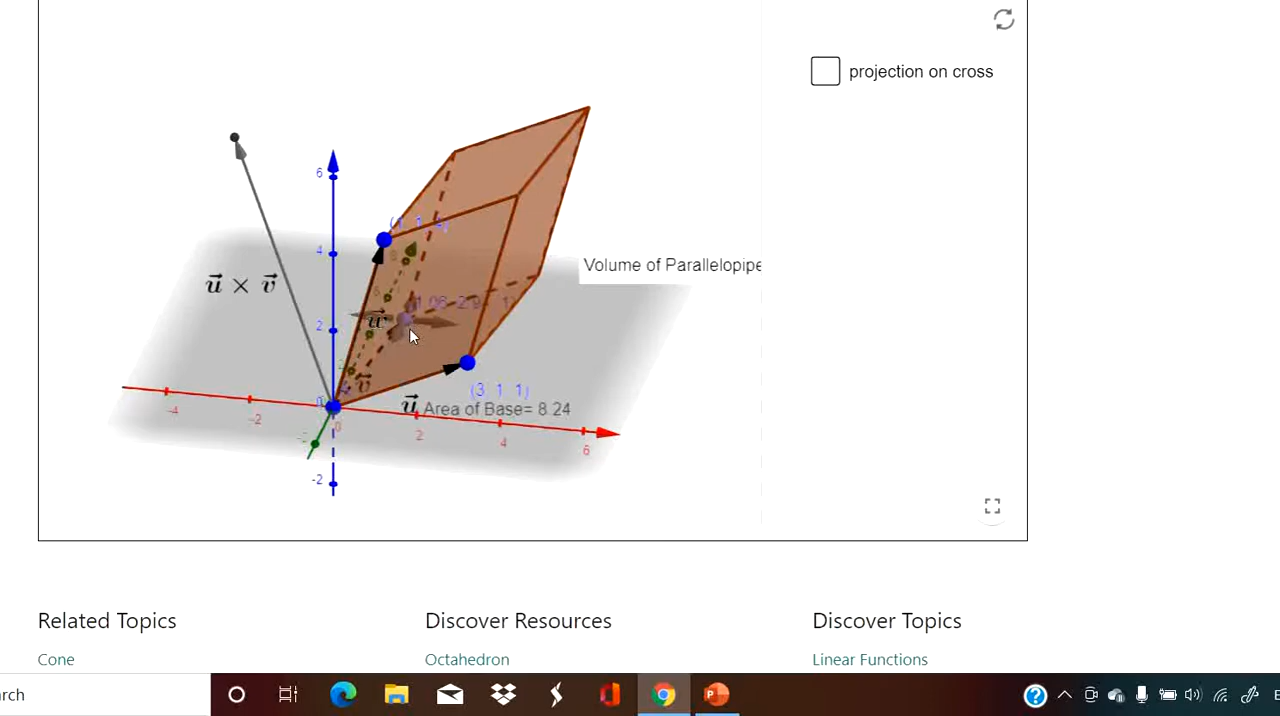 projection on cross
6
4
2
0
-2
-4
-2
0
2
4
6
(3 1 1)
u⃗ × v⃗
w⃗
v⃗
u⃗
Area of Base= 8.24
Volume of Parallelopipe
Related Topics
Discover Resources
Discover Topics
Cone
Octahedron
Linear Functions
rch